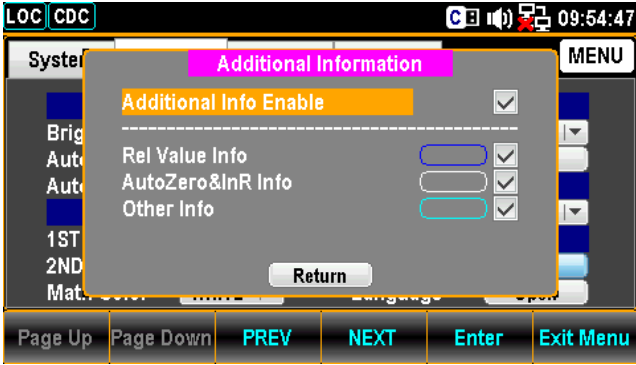 LOC CDC C 09:54:47
System MENU
Additional Information
Additional Info Enable
Rel Value Info
AutoZero&InR Info
Other Info
Brig
Auto
Auto
1ST
2ND
Return
Page Up Page Down PREV NEXT Enter Exit Menu